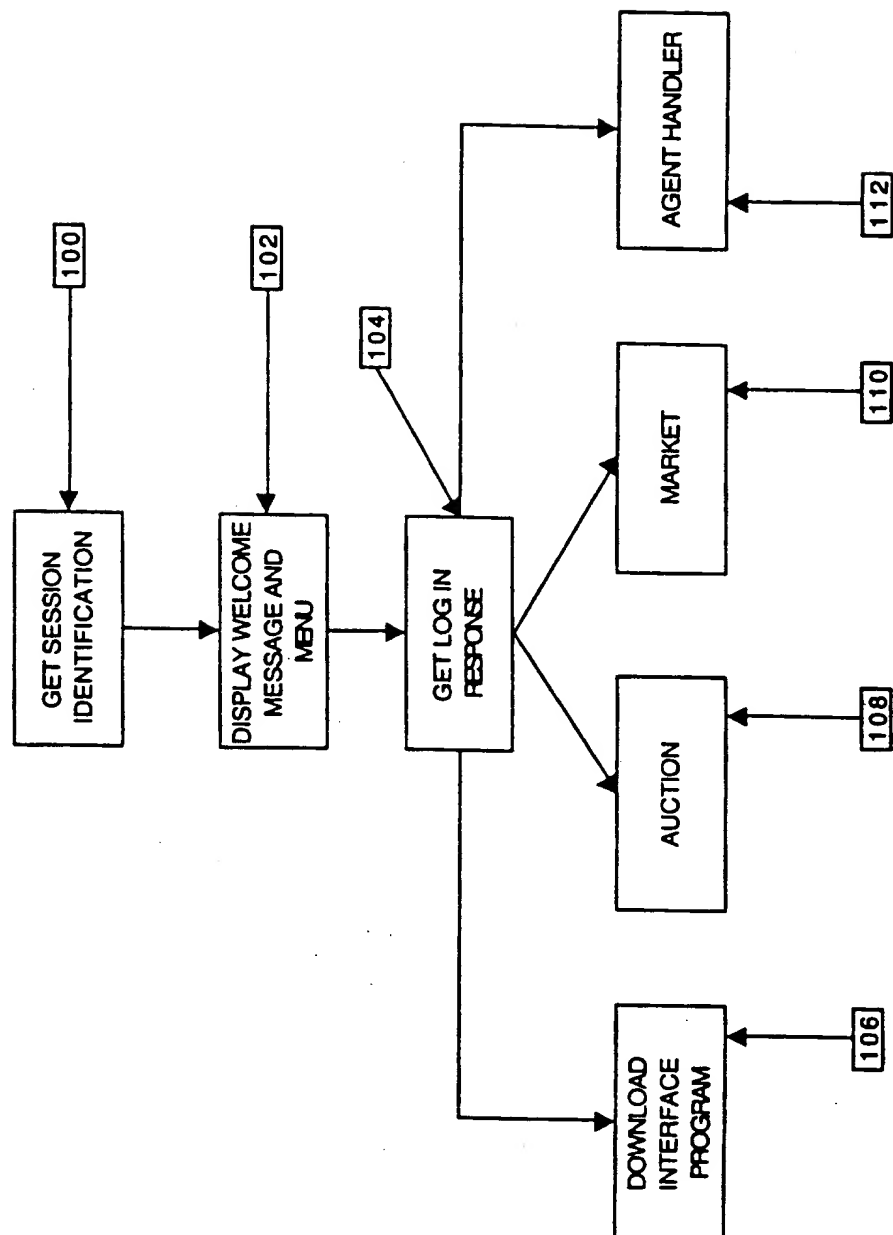 GET SESSION
IDENTIFICATION
100
DISPLAY WELCOME
MESSAGE AND
MENU
102
GET LOG IN
RESPONSE
104
DOWNLOAD
INTERFACE
PROGRAM
106
AUCTION
108
MARKET
110
AGENT HANDLER
112